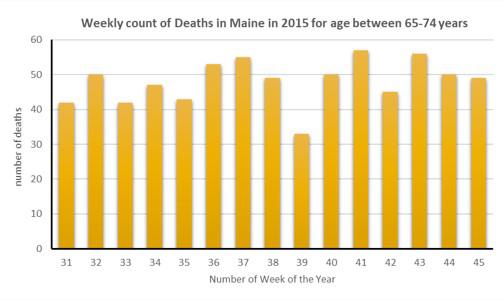 Weekly count of Deaths in Maine in 2015 for age between 65-74 years
60
50
40
30
20
10
0
number of deaths
31 32 33 34 35 36 37 38 39 40 41 42 43 44 45
Number of Week of the Year